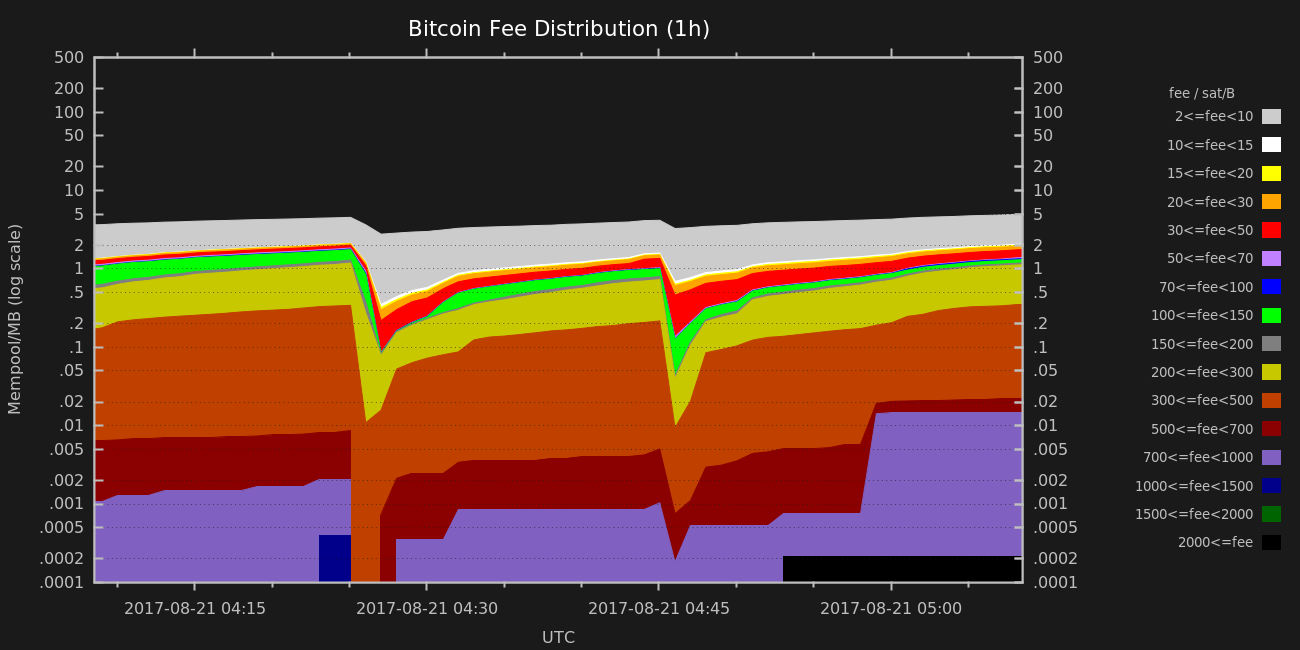 Bitcoin Fee Distribution (1h)
500 500
200 200
100 100
50 50
20 20
10 10
5 5
2 2
1 1
.5 .5
.2 .2
.1 .1
.05 .05
.02 .02
.01 .01
.005 .005
.002 .002
.001 .001
.0005 .0005
.0002 .0002
.0001 .0001
Mempool/MB (log scale)
2017-08-21 04:15 2017-08-21 04:30 2017-08-21 04:45 2017-08-21 05:00
UTC
fee / sat/B
2<=fee<10
10<=fee<15
15<=fee<20
20<=fee<30
30<=fee<50
50<=fee<70
70<=fee<100
100<=fee<150
150<=fee<200
200<=fee<300
300<=fee<500
500<=fee<700
700<=fee<1000
1000<=fee<1500
1500<=fee<2000
2000<=fee